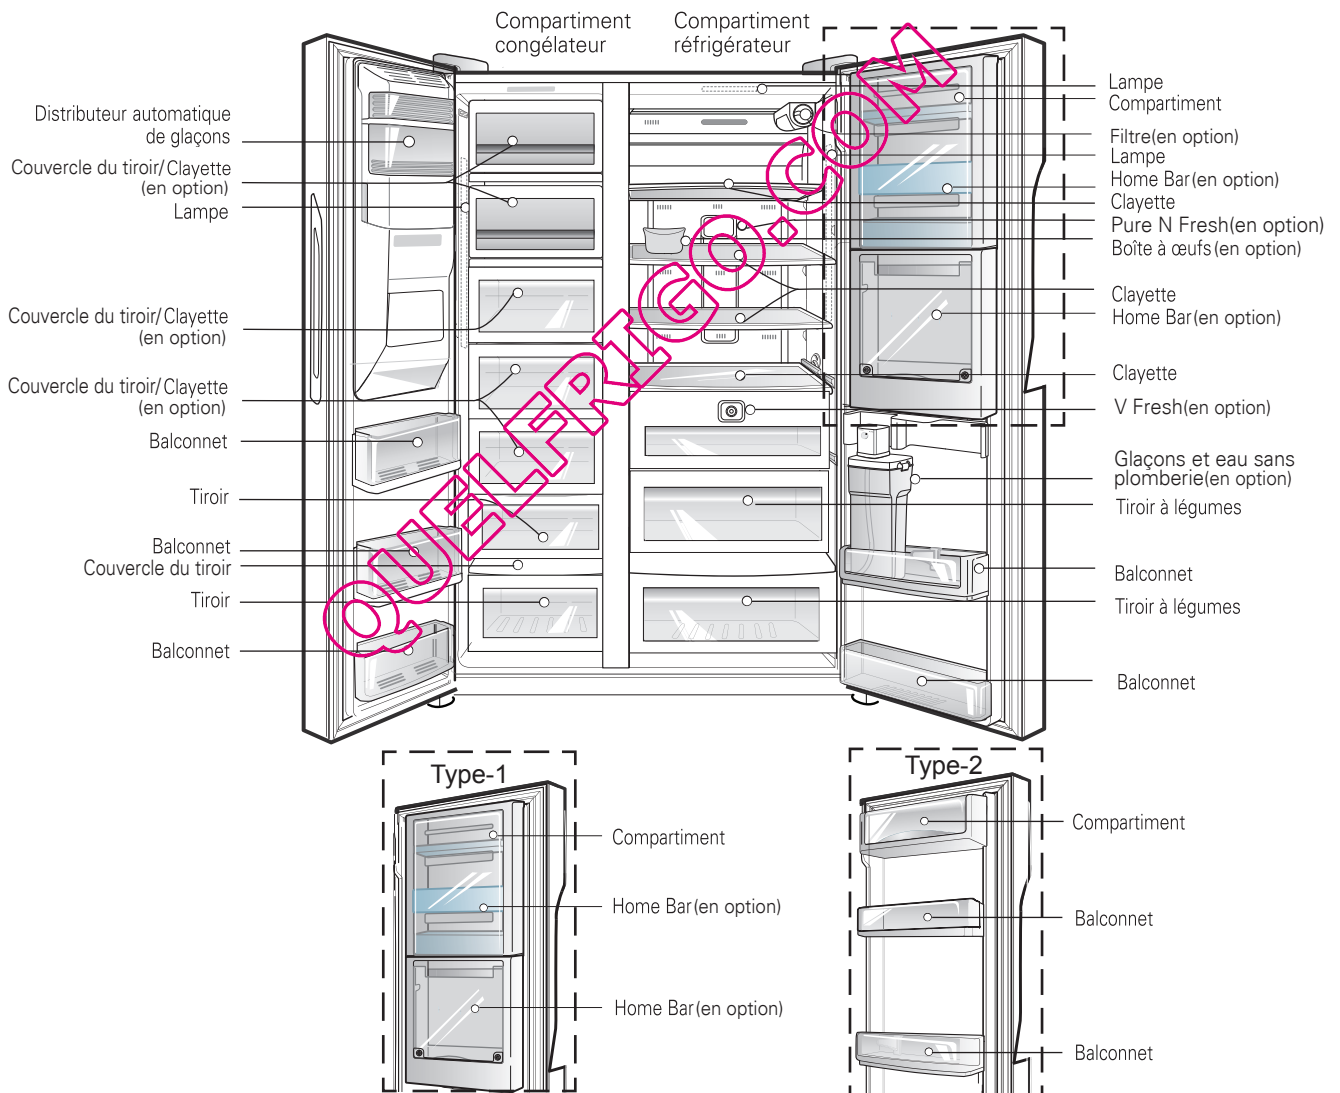 Compartiment
congélateur
Compartiment
réfrigérateur
Distributeur automatique
de glaçons
Couvercle du tiroir/Clayette
(en option)
Lampe
Couvercle du tiroir/Clayette
(en option)
Couvercle du tiroir/Clayette
(en option)
Balconnet
Tiroir
Balconnet
Couvercle du tiroir
Tiroir
Balconnet
Lampe
Compartiment
Filtre(en option)
Lampe
Home Bar(en option)
Clayette
Pure N Fresh(en option)
Boîte à œufs(en option)
Clayette
Home Bar(en option)
Clayette
V Fresh(en option)
Glaçons et eau sans
plomberie(en option)
Tiroir à légumes
Balconnet
Tiroir à légumes
Balconnet
QUELFRIGO.COM
Type-1
Compartiment
Home Bar(en option)
Home Bar(en option)
Type-2
Compartiment
Balconnet
Balconnet